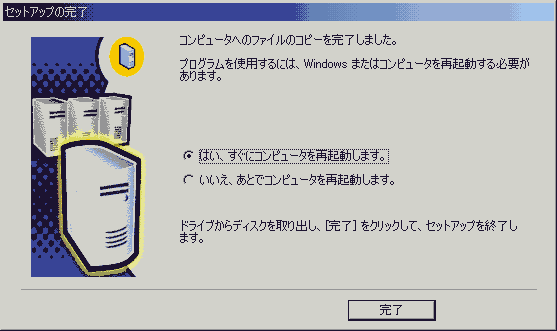 セットアップの完了
コンピュータへのファイルのコピーを完了しました。
プログラムを使用するには、Windows またはコンピュータを再起動する必要が
あります。
はい、すぐにコンピュータを再起動します。
いいえ、あとでコンピュータを再起動します。
ドライブからディスクを取り出し、[完了] をクリックして、セットアップを終了し
ます。
完了